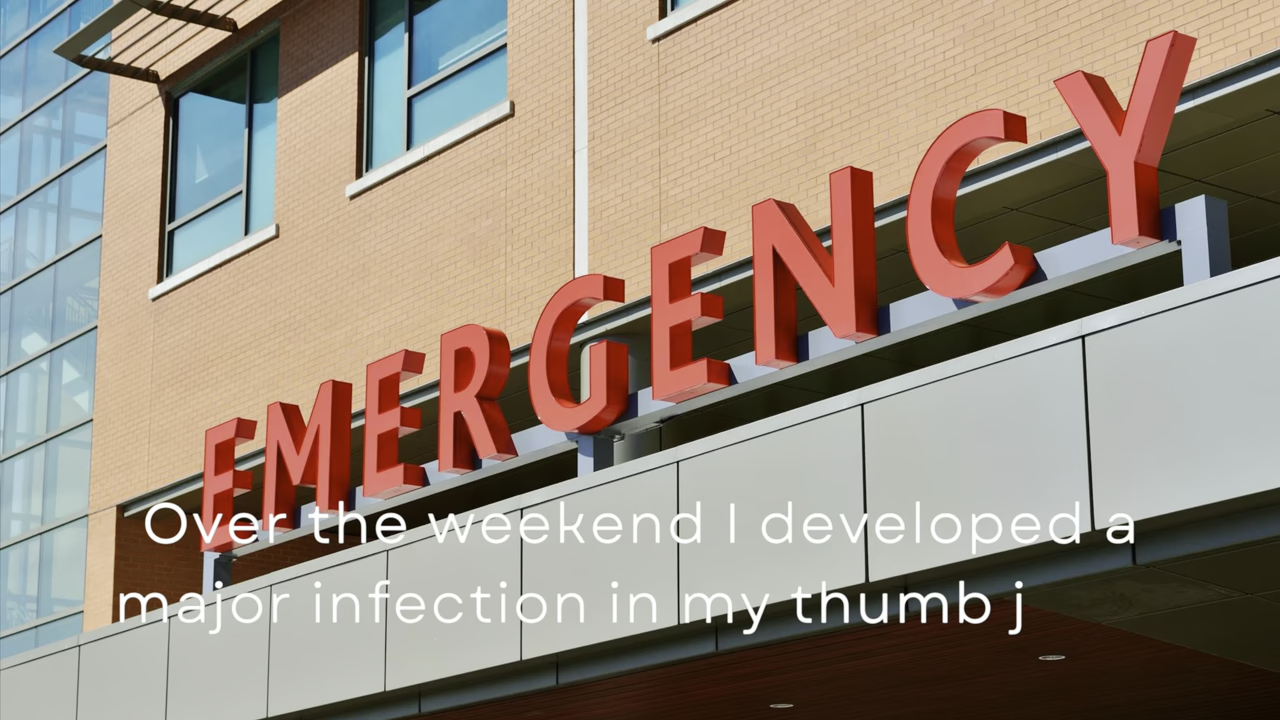 EMERGENCY
Over the weekend I developed a
major infection in my thumb j